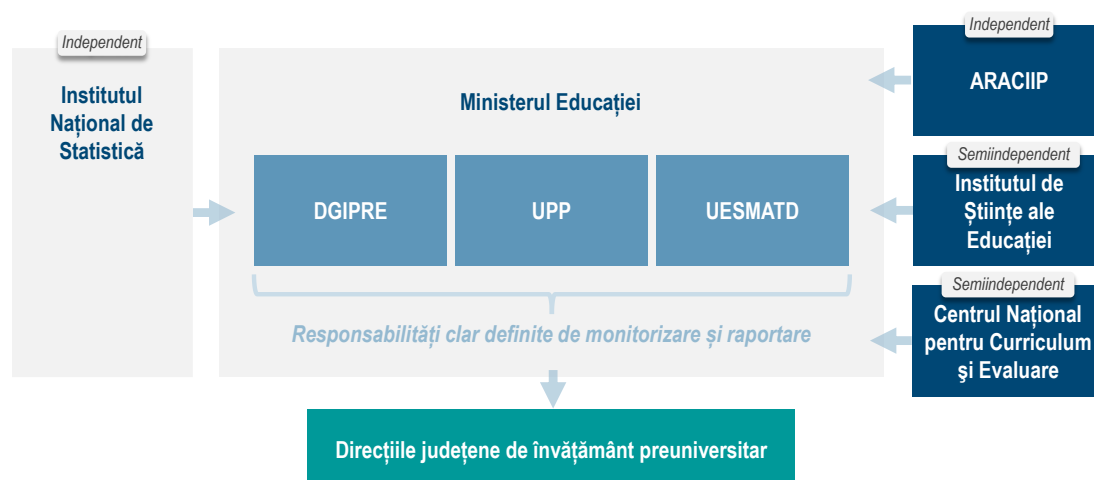 Independent
Institutul
Național de
Statistică
Ministerul Educației
DGIPRE
UPP
UESMATD
Responsabilități clar definite de monitorizare și raportare
Direcțiile județene de învățământ preuniversitar
Independent
ARACIIP
Semiindependent
Institutul de
Științe ale
Educației
Semiindependent
Centrul Național
pentru Curriculum
şi Evaluare